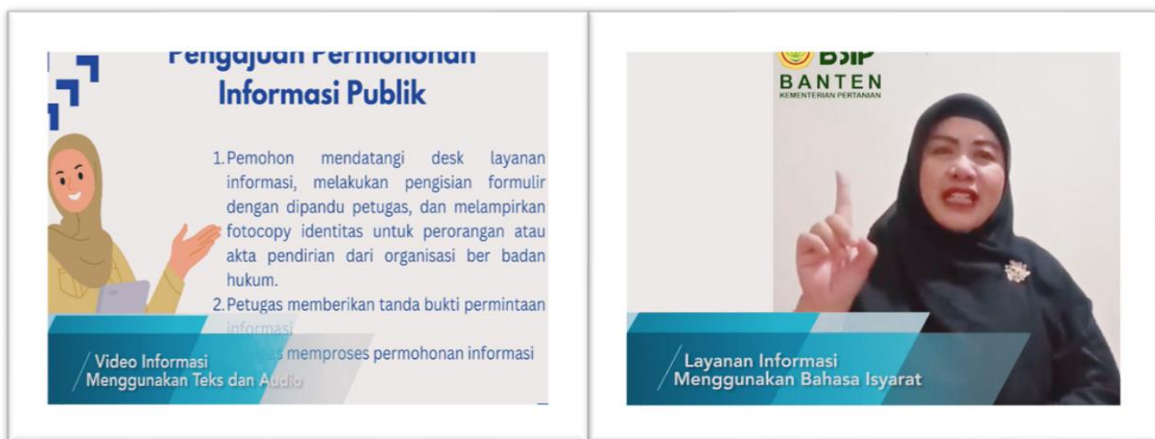 Pengajuan Permohonan
Informasi Publik
1. Pemohon mendatangi desk layanan
informasi, melakukan pengisian formulir
dengan dipandu petugas, dan melampirkan
fotocopy identitas untuk perorangan atau
akta pendirian dari organisasi ber badan
hukum.
2. Petugas memberikan tanda bukti permintaan
informasi
memproses permohonan informasi
Video Informasi
Menggunakan Teks dan Audio
BSIP
BANTEN
KEMENTERIAN PERTANIAN
Layanan Informasi
Menggunakan Bahasa Isyarat